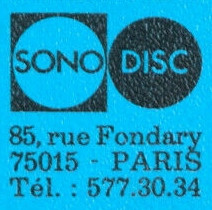 SONO DISC
85, rue Fondary
75015 - PARIS
Tél. : 577.30.34